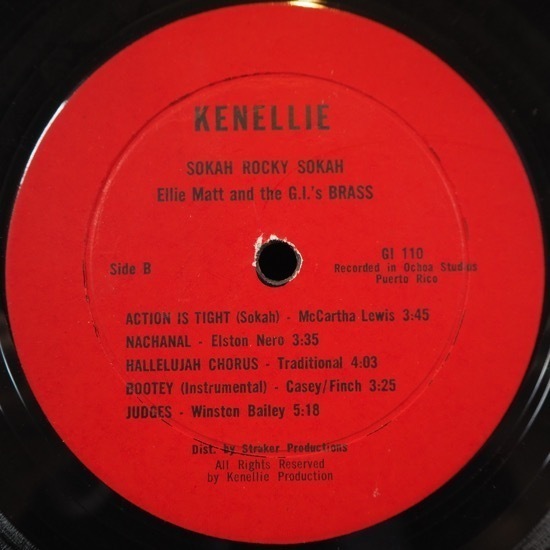 KENELLIE
SOKAH ROCKY SOKAH
Ellie Matt and the G.I.'s BRASS
Side B
GI 110
Recorded in Ochoa Studios
Puerto Rico
ACTION IS TIGHT (Sokah) - McCartha Lewis 3:45
NACHANAL - Elston Nero 3:35
HALLELUJAH CHORUS - Traditional 4:03
BOOTEY (Instrumental) - Casey/Finch 3:25
JUDGES - Winston Bailey 5:18
Dist. by Straker Productions
All Rights Reserved
by Kenellie Production